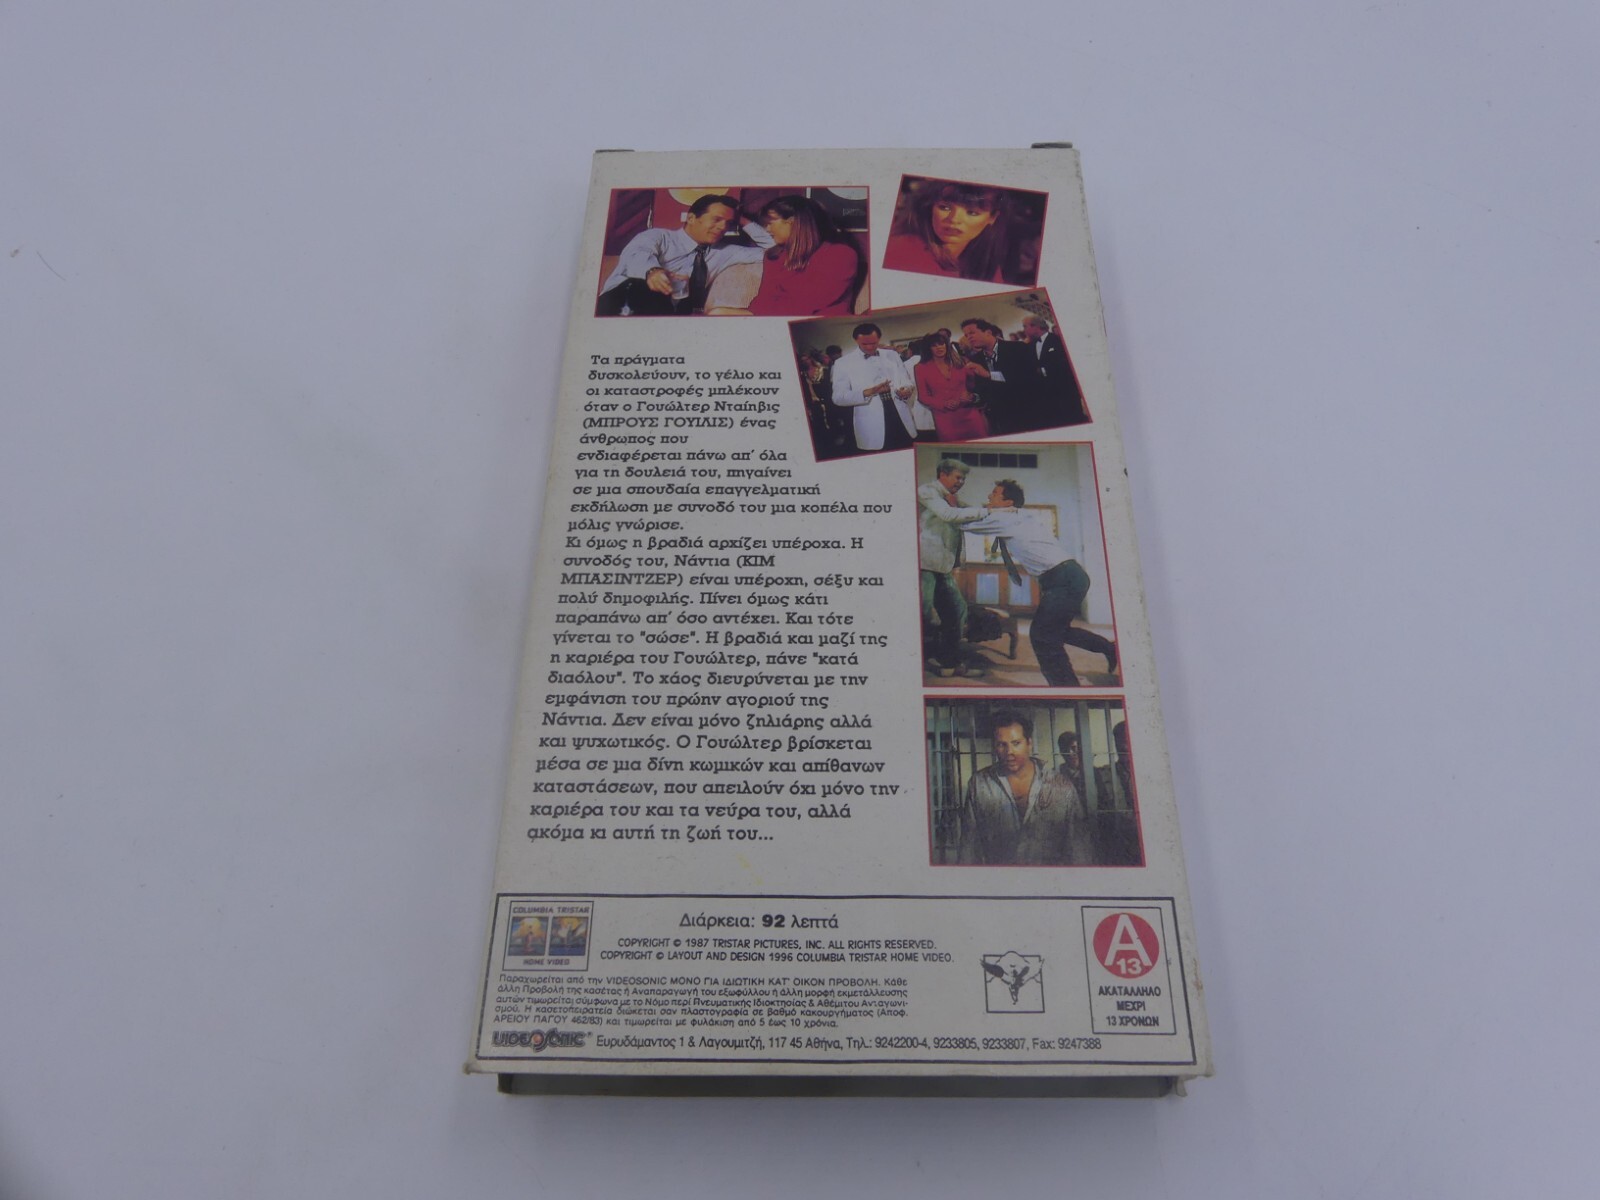 Τα πράγματα
δυσκολεύουν, το γέλιο και
οι καταστροφές μπλέκουν
όταν ο Γουώλτερ Νταίηβις
(ΜΠΡΟΥΣ ΓΟΥΙΛΙΣ) ένας
άνθρωπος που
ενδιαφέρεται πάνω απ' όλα
για τη δουλειά του, πηγαίνει
σε μια σπουδαία επαγγελματική
εκδήλωση με συνοδό του μια κοπέλα που
μόλις γνώρισε.
Κι όμως η βραδιά αρχίζει υπέροχα. Η
συνοδός του, Νάντια (ΚΙΜ
ΜΠΑΣΙΝΤΖΕΡ) είναι υπέροχη, σέξυ και
πολύ δημοφιλής. Πίνει όμως κάτι
παραπάνω απ' όσο αντέχει. Και τότε
γίνεται το "σώσε". Η βραδιά και μαζί της
η καριέρα του Γουώλτερ, πάνε "κατά
διαόλου". Το χάος διευρύνεται με την
εμφάνιση του πρώην αγοριού της
Νάντια. Δεν είναι μόνο ζηλιάρης αλλά
και ψυχωτικός. Ο Γουώλτερ βρίσκεται
μέσα σε μια δίνη κωμικών και απίθανων
καταστάσεων, που απειλούν όχι μόνο την
καριέρα του και τα νεύρα του, αλλά
ακόμα κι αυτή τη ζωή του...
COLUMBIA TRISTAR
HOME VIDEO
Διάρκεια: 92 λεπτά
COPYRIGHT © 1987 TRISTAR PICTURES, INC. ALL RIGHTS RESERVED.
COPYRIGHT © LAYOUT AND DESIGN 1996 COLUMBIA TRISTAR HOME VIDEO.
Παραχωρείται από την VIDEOSONIC ΜΟΝΟ ΓΙΑ ΙΔΙΩΤΙΚΗ ΚΑΤ' ΟΙΚΟΝ ΠΡΟΒΟΛΗ. Κάθε
άλλη Προβολή της κασέτας ή Αναπαραγωγή του εξωφύλλου ή άλλη μορφή εκμετάλλευσης
αυτών τιμωρείται σύμφωνα με το Νόμο περί Πνευματικής Ιδιοκτησίας & Αθέμιτου Ανταγωνι-
σμού. Η κασετοπειρατεία διώκεται σαν πλαστογραφία σε βαθμό κακουργήματος (Αποφ.
ΑΡΕΙΟΥ ΠΑΓΟΥ 462/83) και τιμωρείται με φυλάκιση από 5 έως 10 χρόνια.
VIDEOSONIC Ευρυδάμαντος 1 & Λαγουμιτζή, 117 45 Αθήνα, Τηλ.: 9242200-4, 9233805, 9233807, Fax: 9247388
A
13
ΑΚΑΤΑΛΛΗΛΟ
ΜΕΧΡΙ
13 ΧΡΟΝΩΝ